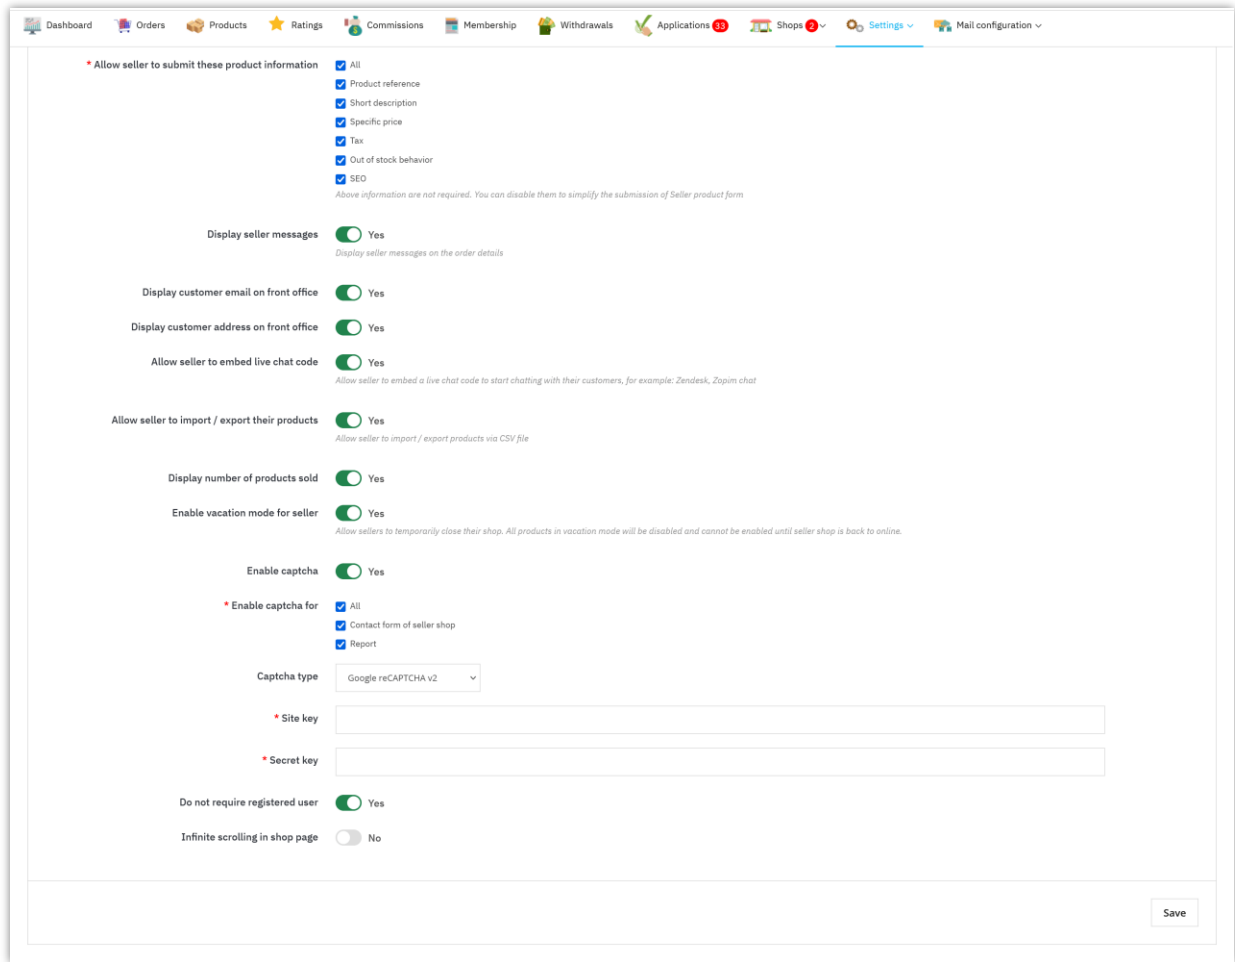 Dashboard Orders Products Ratings Commissions Membership Withdrawals Applications 33 Shops 2 Settings Mail configuration
* Allow seller to submit these product information
All
Product reference
Short description
Specific price
Tax
Out of stock behavior
SEO
Above information are not required. You can disable them to simplify the submission of Seller product form
Display seller messages Yes
Display seller messages on the order details
Display customer email on front office Yes
Display customer address on front office Yes
Allow seller to embed live chat code Yes
Allow seller to embed a live chat code to start chatting with their customers, for example: Zendesk, Zopim chat
Allow seller to import / export their products Yes
Allow seller to import / export products via CSV file
Display number of products sold Yes
Enable vacation mode for seller Yes
Allow sellers to temporarily close their shop. All products in vacation mode will be disabled and cannot be enabled until seller shop is back to online.
Enable captcha Yes
* Enable captcha for
All
Contact form of seller shop
Report
Captcha type Google reCAPTCHA v2
* Site key
* Secret key
Do not require registered user Yes
Infinite scrolling in shop page No
Save